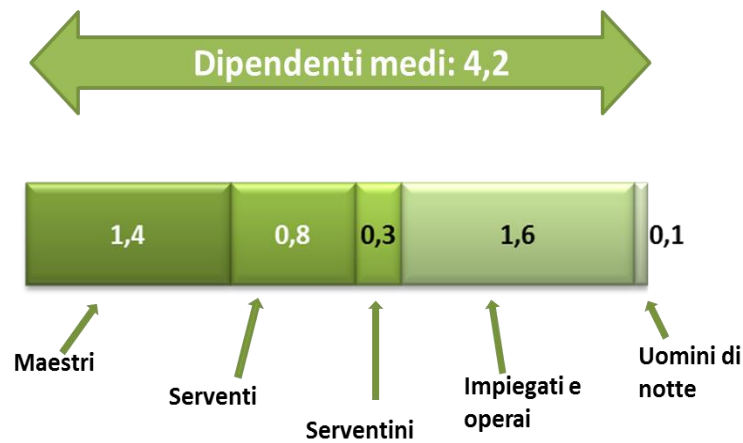 Dipendenti medi: 4,2
1,4
0,8
0,3
1,6
0,1
Maestri
Serventi
Serventini
Impiegati e
operai
Uomini di
notte